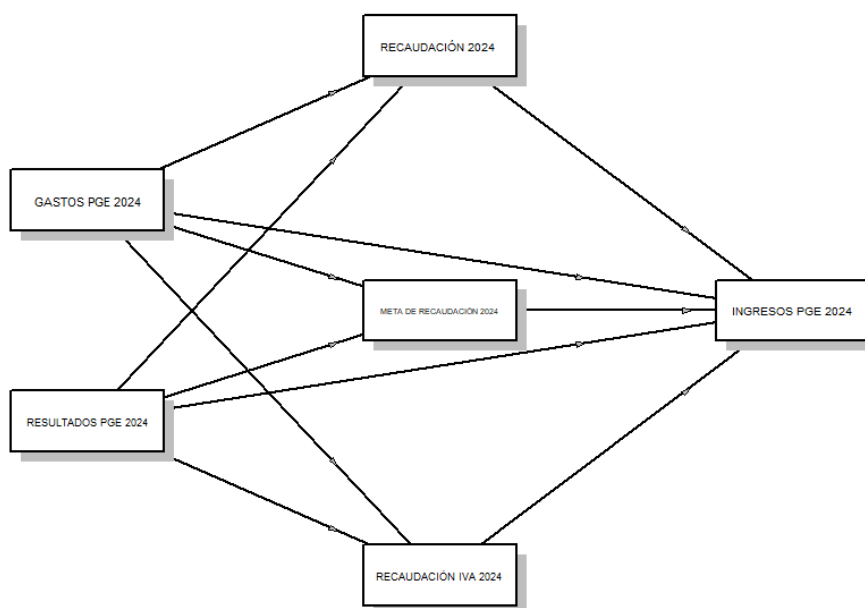 RECAUDACIÓN 2024
GASTOS PGE 2024
META DE RECAUDACIÓN 2024
INGRESOS PGE 2024
RESULTADOS PGE 2024
RECAUDACIÓN IVA 2024